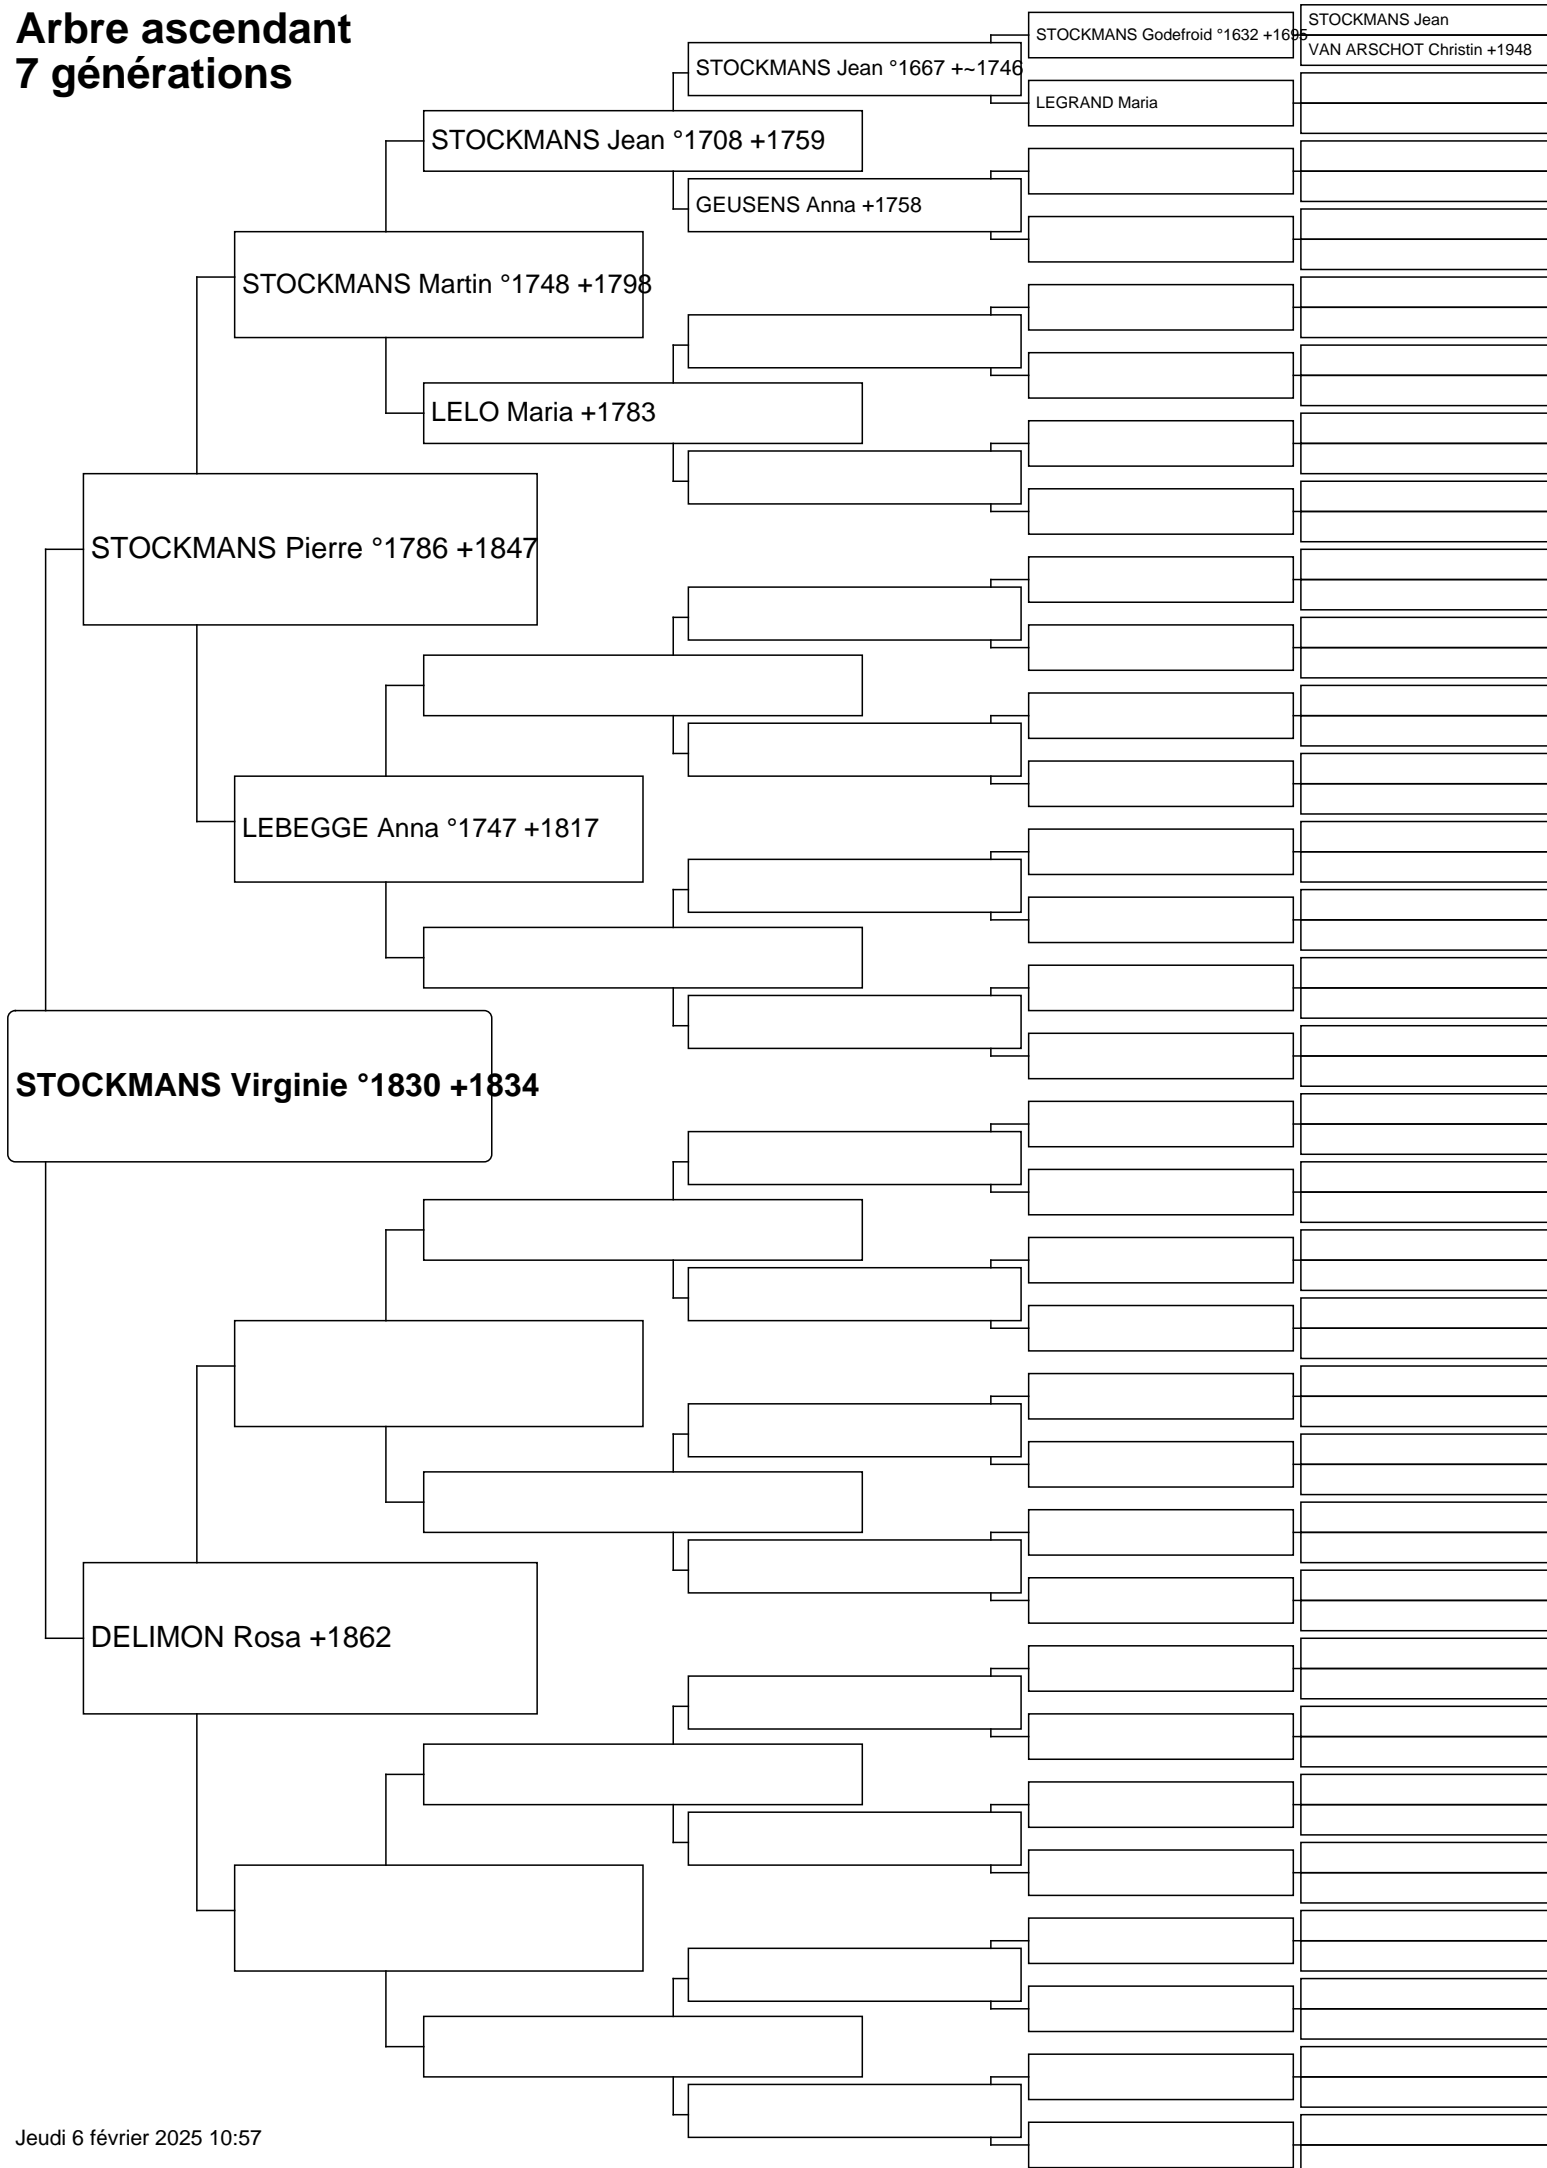 Arbre ascendant
7 générations
STOCKMANS Godefroid °1632 +1695
STOCKMANS Jean
VAN ARSCHOT Christin +1948
STOCKMANS Jean °1667 +~1746
LEGRAND Maria
STOCKMANS Jean °1708 +1759
GEUSENS Anna +1758
STOCKMANS Martin °1748 +1798
LELO Maria +1783
STOCKMANS Pierre °1786 +1847
LEBEGGE Anna °1747 +1817
STOCKMANS Virginie °1830 +1834
DELIMON Rosa +1862
Jeudi 6 février 2025 10:57